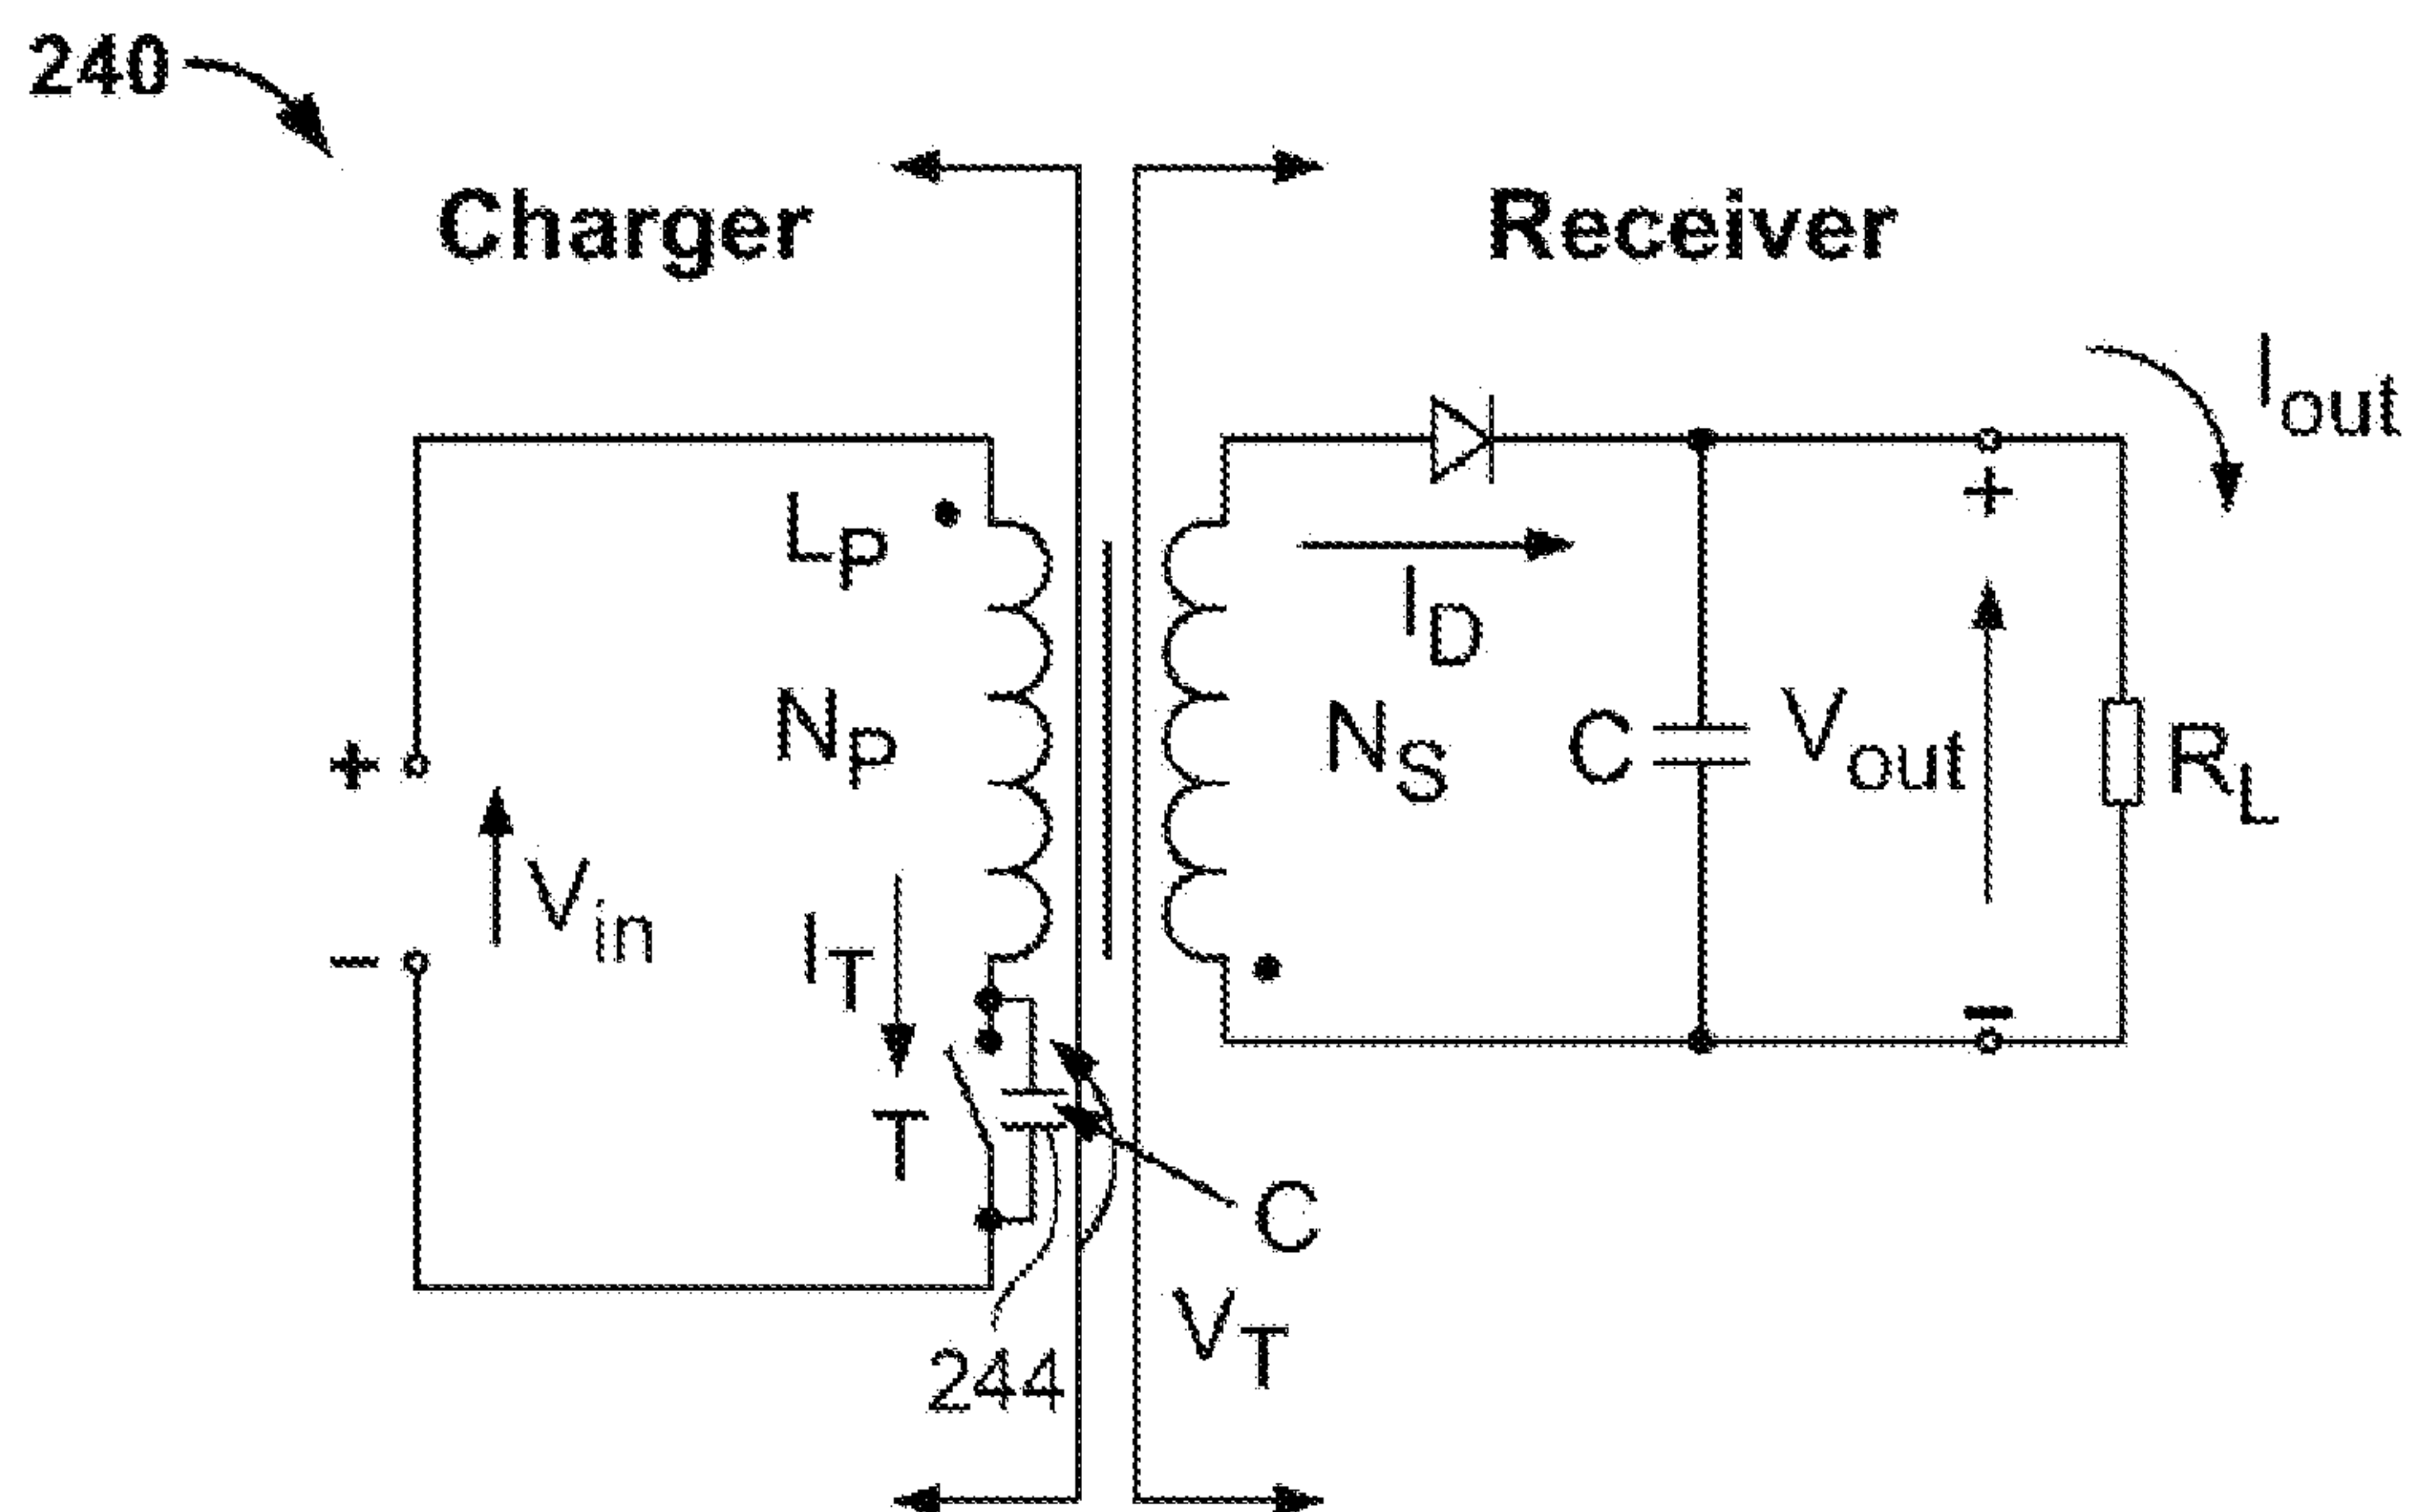 240
Charger
Receiver
I_out
L_P
I_D
+
N_P
N_S
C
V_out
R_L
+
V_in
−
I_T
−
T
C
V_T
244